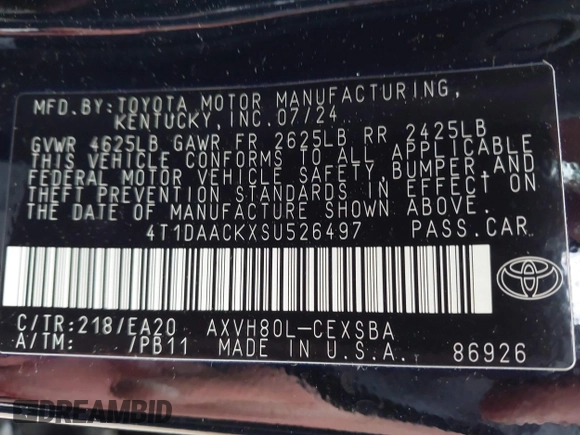 MFD. BY: TOYOTA MOTOR MANUFACTURING,
KENTUCKY, INC. 07/24
GVWR 4625LB GAWR FR 2625LB RR 2425LB
THIS VEHICLE CONFORMS TO ALL APPLICABLE
FEDERAL MOTOR VEHICLE SAFETY, BUMPER, AND
THEFT PREVENTION STANDARDS IN EFFECT ON
THE DATE OF MANUFACTURE SHOWN ABOVE.
4T1DAACKXSU526497 PASS. CAR
C/TR: 218/EA20 AXVH80L-CEXSBA
A/TM: /PB11 MADE IN U.S.A. 86926
DREAMBID